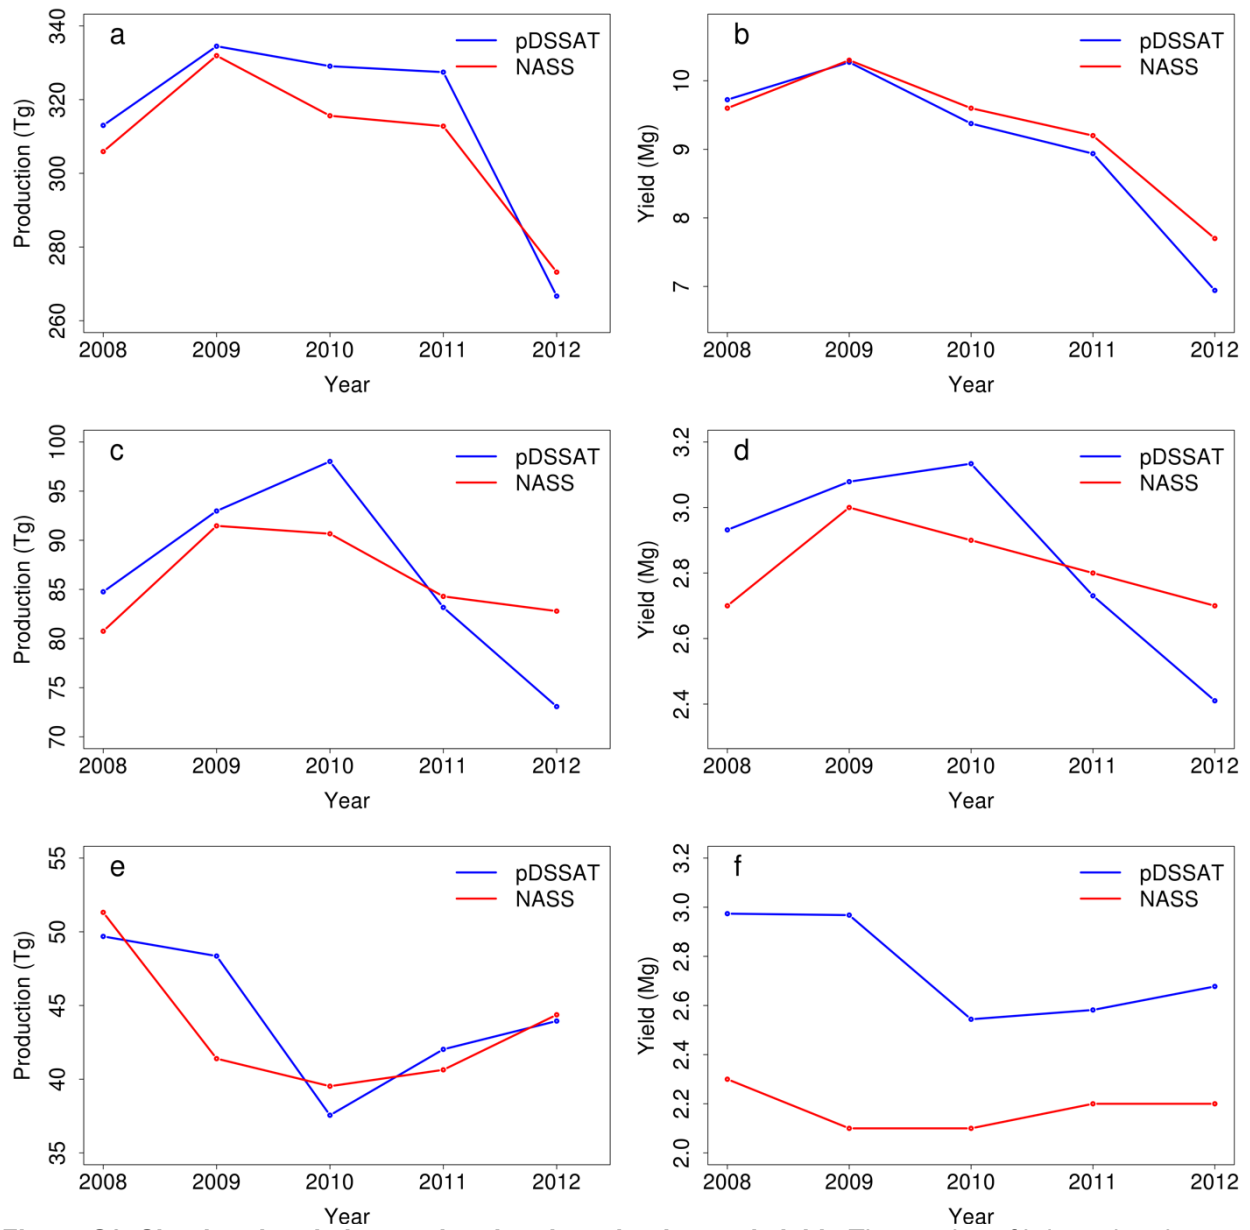 a
pDSSAT
NASS
Production (Tg)
340
320
300
280
260
2008 2009 2010 2011 2012
Year
b
pDSSAT
NASS
Yield (Mg)
10
9
8
7
2008 2009 2010 2011 2012
Year
c
pDSSAT
NASS
Production (Tg)
100
95
90
85
80
75
70
2008 2009 2010 2011 2012
Year
d
pDSSAT
NASS
Yield (Mg)
3.2
3.0
2.8
2.6
2.4
2008 2009 2010 2011 2012
Year
e
pDSSAT
NASS
Production (Tg)
55
50
45
40
35
2008 2009 2010 2011 2012
Year
f
pDSSAT
NASS
Yield (Mg)
3.2
3.0
2.8
2.6
2.4
2.2
2.0
2008 2009 2010 2011 2012
Year